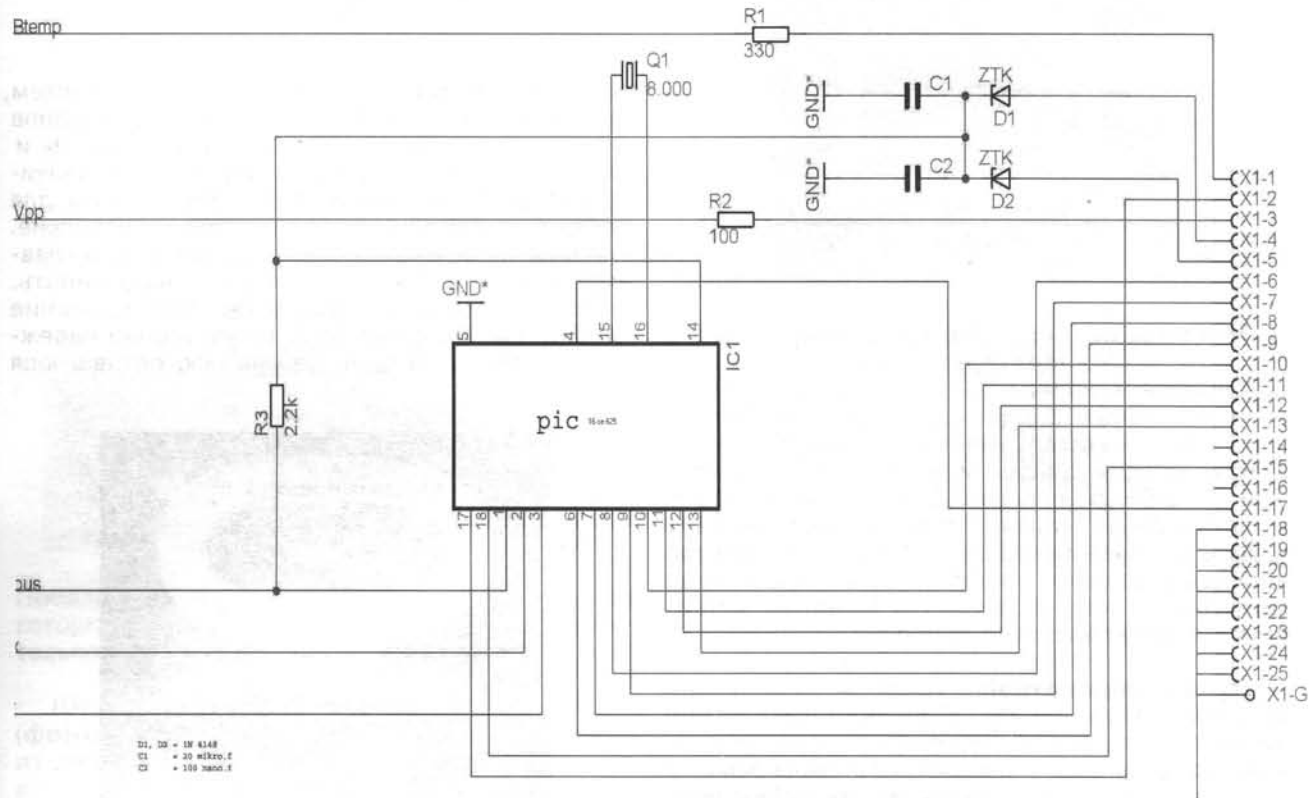 Btemp
R1
330
Q1
8.000
GND*
C1
ZTK
D1
GND*
C2
ZTK
D2
Vpp
R2
100
GND*
5
4
15
16
14
IC1
pic
R3
2.2k
17
18
1
2
3
6
7
8
9
10
11
12
13
X1-1
X1-2
X1-3
X1-4
X1-5
X1-6
X1-7
X1-8
X1-9
X1-10
X1-11
X1-12
X1-13
X1-14
X1-15
X1-16
X1-17
X1-18
X1-19
X1-20
X1-21
X1-22
X1-23
X1-24
X1-25
X1-G
D1, D2 = 1N 4148
C1 = 20 mikro.f
= 100 nano.f